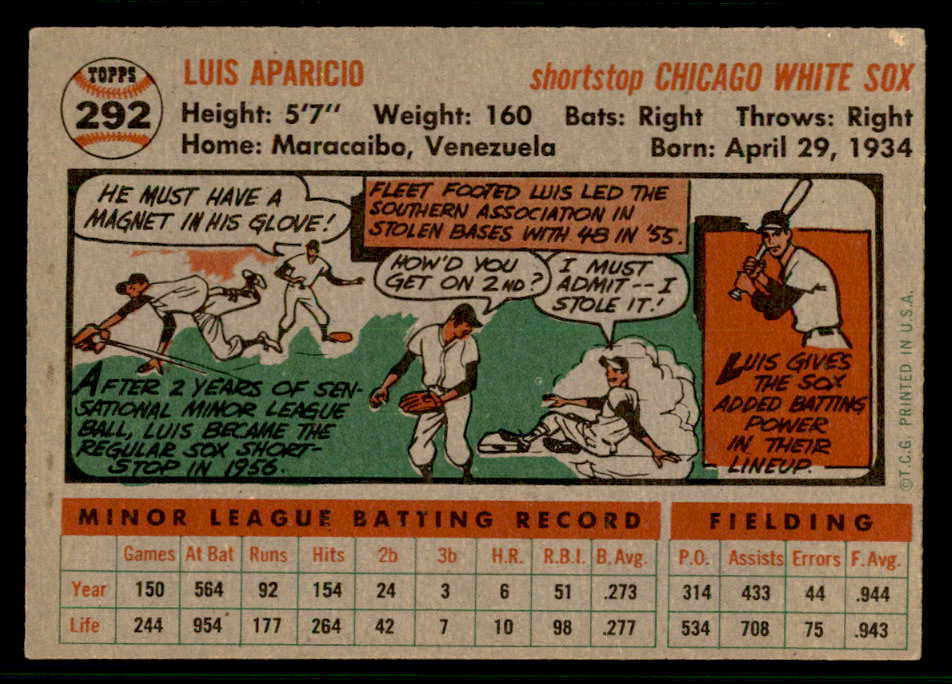 TOPPS
292
LUIS APARICIO
shortstop CHICAGO WHITE SOX
Height: 5'7" Weight: 160 Bats: Right Throws: Right
Home: Maracaibo, Venezuela Born: April 29, 1934
HE MUST HAVE A
MAGNET IN HIS GLOVE!
FLEET FOOTED LUIS LED THE
SOUTHERN ASSOCIATION IN
STOLEN BASES WITH 48 IN '55.
HOW'D YOU
GET ON 2ND?
I MUST
ADMIT-- I
STOLE IT!
AFTER 2 YEARS OF SEN-
SATIONAL MINOR LEAGUE
BALL, LUIS BECAME THE
REGULAR SOX SHORT-
STOP IN 1956.
LUIS GIVES
THE SOX
ADDED BATTING
POWER
IN THEIR
LINEUP.
©T.C.G. PRINTED IN U.S.A.
MINOR LEAGUE BATTING RECORD
Games At Bat Runs Hits 2b 3b H.R. R.B.I. B. Avg.
Year 150 564 92 154 24 3 6 51 .273
Life 244 954 177 264 42 7 10 98 .277
FIELDING
P.O. Assists Errors F. Avg.
314 433 44 .944
534 708 75 .943